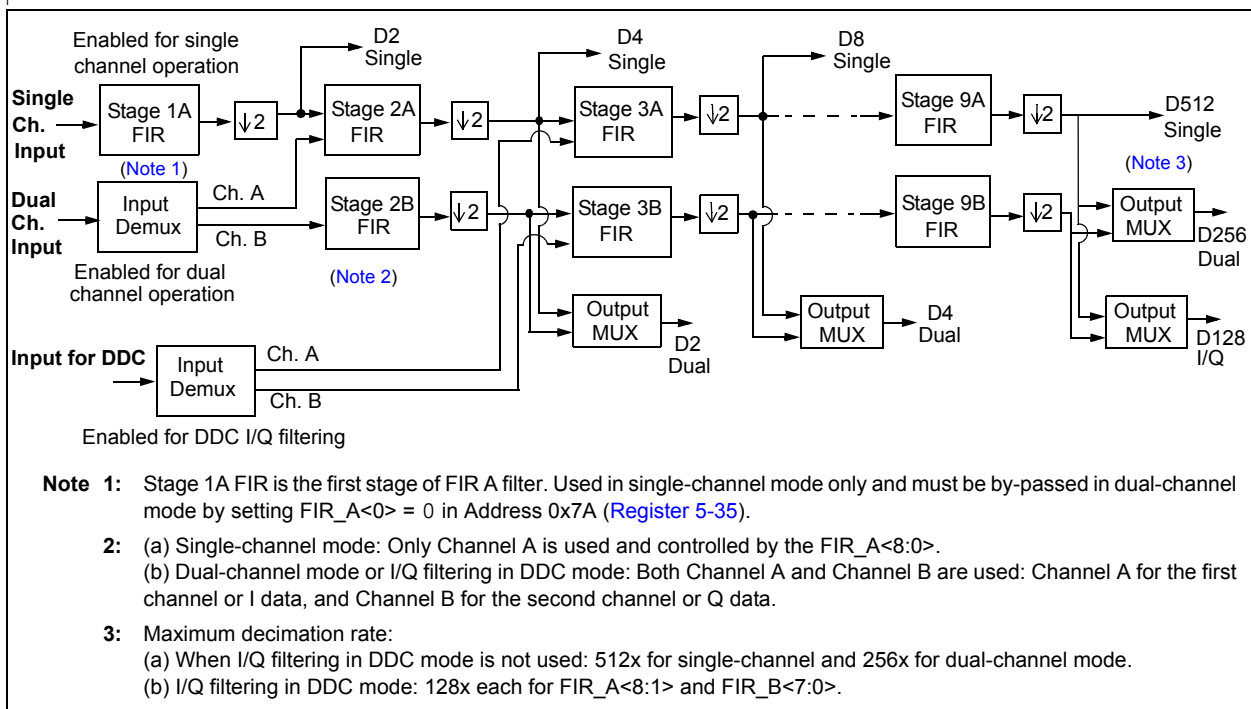 Enabled for single
channel operation
D2
Single
D4
Single
D8
Single
Single
Ch.
Input
Stage 1A
FIR
↓2
Stage 2A
FIR
↓2
Stage 3A
FIR
↓2
Stage 9A
FIR
↓2
D512
Single
(Note 1)
(Note 3)
Dual
Ch.
Input
Input
Demux
Ch. A
Ch. B
Stage 2B
FIR
↓2
Stage 3B
FIR
↓2
Stage 9B
FIR
↓2
Output
MUX
D256
Dual
Enabled for dual
channel operation
(Note 2)
Output
MUX
D2
Dual
Output
MUX
D4
Dual
Output
MUX
D128
I/Q
Input for DDC
Input
Demux
Ch. A
Ch. B
Enabled for DDC I/Q filtering
Note 1: Stage 1A FIR is the first stage of FIR A filter. Used in single-channel mode only and must be by-passed in dual-channel
mode by setting FIR_A<0> = 0 in Address 0x7A (Register 5-35).
2: (a) Single-channel mode: Only Channel A is used and controlled by the FIR_A<8:0>.
(b) Dual-channel mode or I/Q filtering in DDC mode: Both Channel A and Channel B are used: Channel A for the first
channel or I data, and Channel B for the second channel or Q data.
3: Maximum decimation rate:
(a) When I/Q filtering in DDC mode is not used: 512x for single-channel and 256x for dual-channel mode.
(b) I/Q filtering in DDC mode: 128x each for FIR_A<8:1> and FIR_B<7:0>.